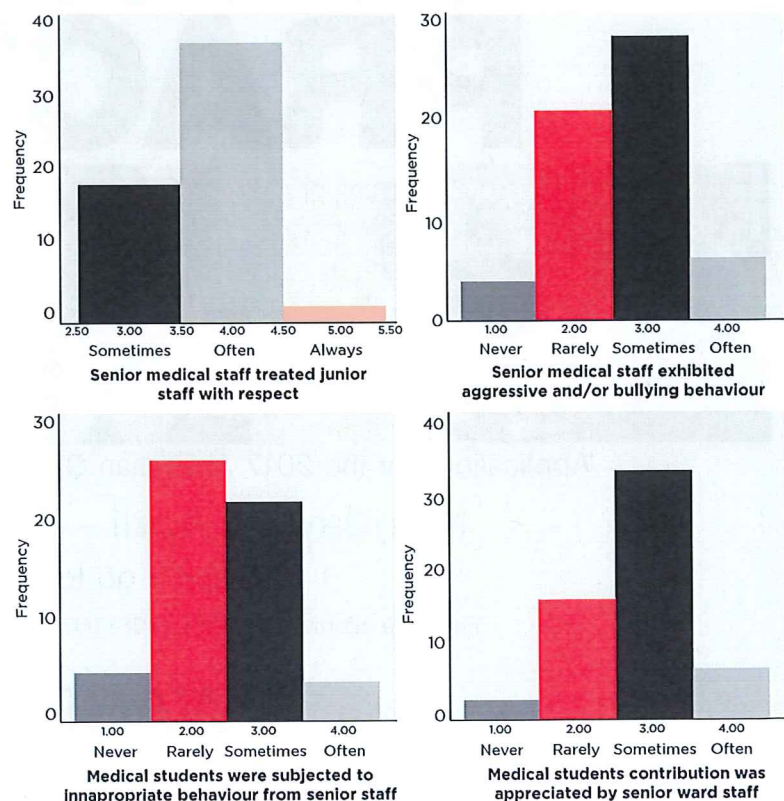 40
30
20
10
0
Frequency
2.50 3.00 3.50 4.00 4.50 5.00 5.50
Sometimes Often Always
Senior medical staff treated junior
staff with respect
30
20
10
0
Frequency
1.00 2.00 3.00 4.00
Never Rarely Sometimes Often
Senior medical staff exhibited
aggressive and/or bullying behaviour
30
20
10
0
Frequency
1.00 2.00 3.00 4.00
Never Rarely Sometimes Often
Medical students were subjected to
innapropriate behaviour from senior staff
40
30
20
10
0
Frequency
1.00 2.00 3.00 4.00
Never Rarely Sometimes Often
Medical students contribution was
appreciated by senior ward staff